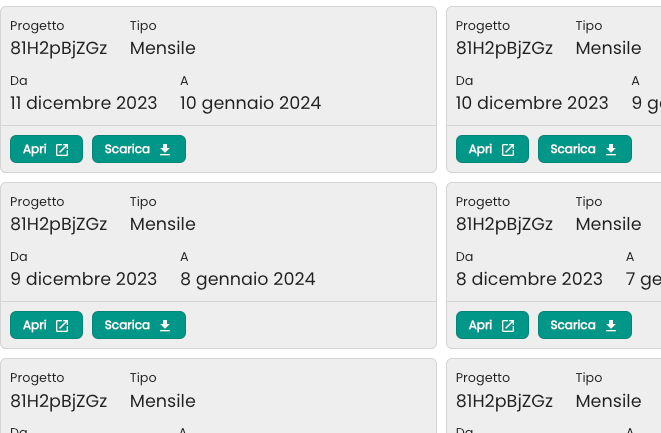 Progetto Tipo
81H2pBjZGz Mensile
Da A
11 dicembre 2023 10 gennaio 2024
Apri Scarica
Progetto Tipo
81H2pBjZGz Mensile
Da A
10 dicembre 2023 9 g
Apri Scarica
Progetto Tipo
81H2pBjZGz Mensile
Da A
9 dicembre 2023 8 gennaio 2024
Apri Scarica
Progetto Tipo
81H2pBjZGz Mensile
Da A
8 dicembre 2023 7 ge
Apri Scarica
Progetto Tipo
81H2pBjZGz Mensile
Da A
Progetto Tipo
81H2pBjZGz Mensile
Da A